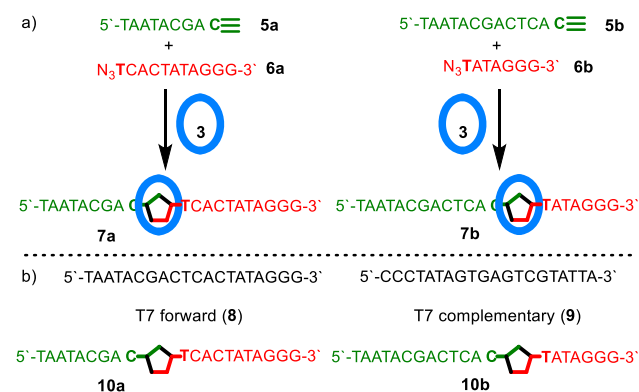 a) 5`-TAATACGA C 5a 5`-TAATACGACTCA C 5b
+ +
N3TCACTATAGGG-3` 6a N3TATAGGG-3` 6b
3 3
5`-TAATACGA C TCACTATAGGG-3` 5`-TAATACGACTCA C TATAGGG-3`
7a 7b
b) 5`-TAATACGACTCACTATAGGG-3` 5`-CCCTATAGTGAGTCGTATTA-3`
T7 forward (8) T7 complementary (9)
5`-TAATACGA C TCACTATAGGG-3` 5`-TAATACGACTCA C TATAGGG-3`
10a 10b